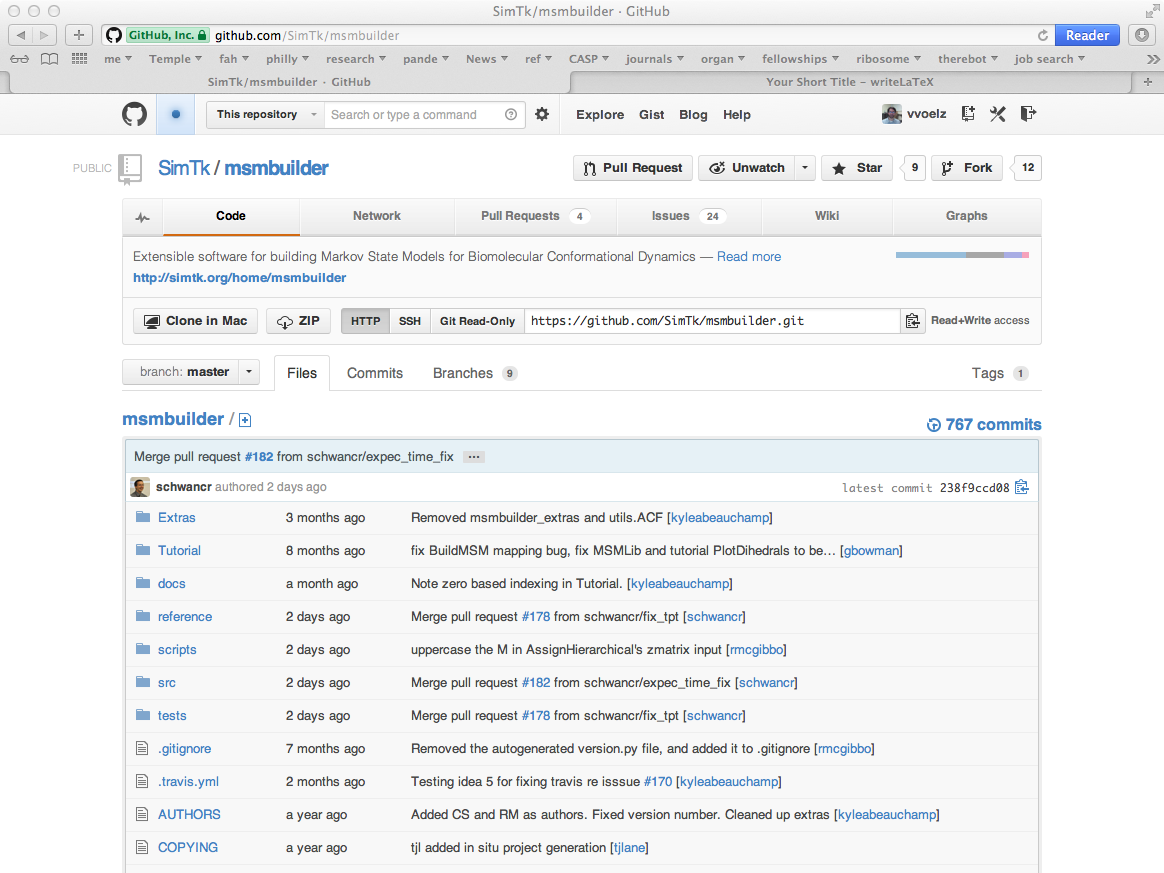 SimTk/msmbuilder · GitHub
GitHub, Inc. github.com/SimTk/msmbuilder Reader
me Temple fah philly research pande News ref CASP journals organ fellowships ribosome therebot job search
SimTk/msmbuilder · GitHub Your Short Title – writeLaTeX
This repository Search or type a command Explore Gist Blog Help vvoelz
PUBLIC SimTk / msmbuilder Pull Request Unwatch Star 9 Fork 12
Code Network Pull Requests 4 Issues 24 Wiki Graphs
Extensible software for building Markov State Models for Biomolecular Conformational Dynamics — Read more
http://simtk.org/home/msmbuilder
Clone in Mac ZIP HTTP SSH Git Read-Only https://github.com/SimTk/msmbuilder.git Read+Write access
branch: master Files Commits Branches 9 Tags 1
msmbuilder / 767 commits
Merge pull request #182 from schwancr/expec_time_fix ...
schwancr authored 2 days ago latest commit 238f9ccd08
Extras 3 months ago Removed msmbuilder_extras and utils.ACF [kyleabeauchamp]
Tutorial 8 months ago fix BuildMSM mapping bug, fix MSMLib and tutorial PlotDihedrals to be… [gbowman]
docs a month ago Note zero based indexing in Tutorial. [kyleabeauchamp]
reference 2 days ago Merge pull request #178 from schwancr/fix_tpt [schwancr]
scripts 2 days ago uppercase the M in AssignHierarchical's zmatrix input [rmcgibbo]
src 2 days ago Merge pull request #182 from schwancr/expec_time_fix [schwancr]
tests 2 days ago Merge pull request #178 from schwancr/fix_tpt [schwancr]
.gitignore 7 months ago Removed the autogenerated version.py file, and added it to .gitignore [rmcgibbo]
.travis.yml 2 months ago Testing idea 5 for fixing travis re isssue #170 [kyleabeauchamp]
AUTHORS a year ago Added CS and RM as authors. Fixed version number. Cleaned up extras [kyleabeauchamp]
COPYING a year ago tjl added in situ project generation [tjlane]